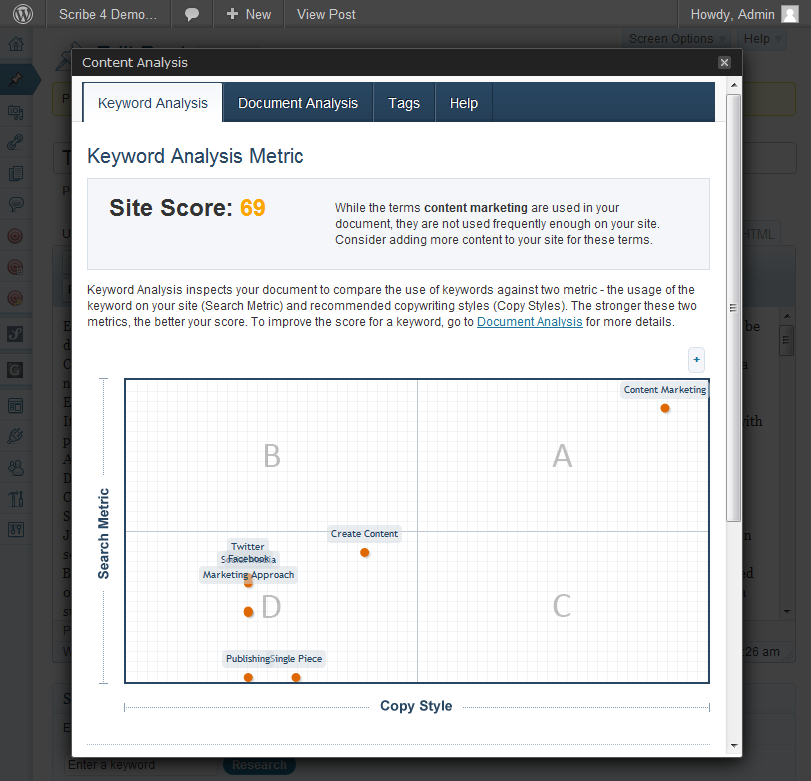 Scribe 4 Demo...
New
View Post
Howdy, Admin
Screen Options
Help
Content Analysis
Keyword Analysis
Document Analysis
Tags
Help
Keyword Analysis Metric
Site Score: 69
While the terms content marketing are used in your
document, they are not used frequently enough on your site.
Consider adding more content to your site for these terms.
HTML
Keyword Analysis inspects your document to compare the use of keywords against two metric - the usage of the
keyword on your site (Search Metric) and recommended copywriting styles (Copy Styles). The stronger these two
metrics, the better your score. To improve the score for a keyword, go to Document Analysis for more details.
+
Content Marketing
B
A
Search Metric
Create Content
Twitter
Facebook
Social Media
Marketing Approach
D
C
Publishing
Single Piece
26 am
Copy Style
Enter a keyword
Research